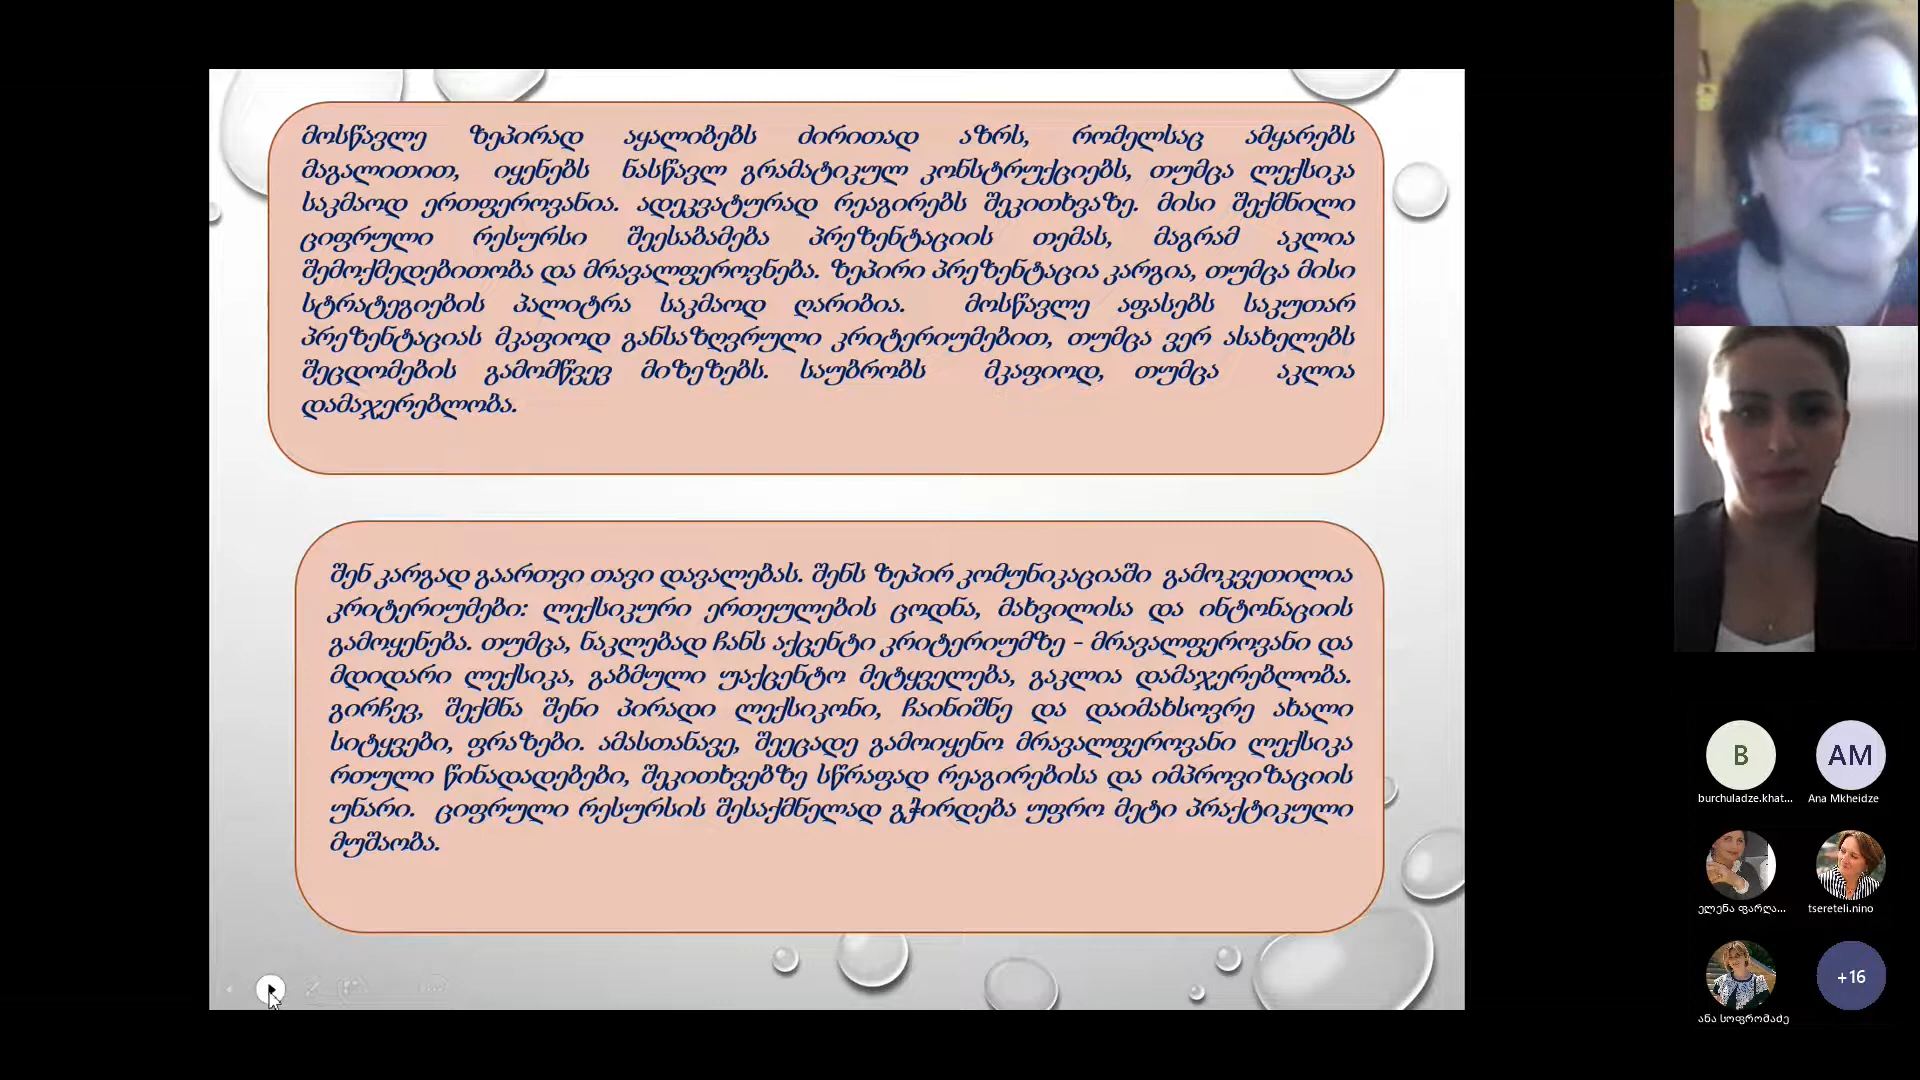 მოსწავლე ზეპირად აყალიბებს ძირითად აზრს, რომელსაც ამყარებს
მაგალითით, იყენებს ნასწავლ გრამატიკულ კონსტრუქციებს, თუმცა ლექსიკა
საკმაოდ ერთფეროვანია. ადეკვატურად რეაგირებს შეკითხვაზე. მისი შექმნილი
ციფრული რესურსი შეესაბამება პრეზენტაციის თემას, მაგრამ აკლია
შემოქმედებითობა და მრავალფეროვნება. ზეპირი პრეზენტაცია კარგია, თუმცა მისი
სტრატეგიების პალიტრა საკმაოდ ღარიბია. მოსწავლე აფასებს საკუთარ
პრეზენტაციას მკაფიოდ განსაზღვრული კრიტერიუმებით, თუმცა ვერ ასახელებს
შეცდომების გამომწვევ მიზეზებს. საუბრობს მკაფიოდ, თუმცა აკლია
დამაჯერებლობა.
შენ კარგად გაართვი თავი დავალებას. შენს ზეპირ კომუნიკაციაში გამოკვეთილია
კრიტერიუმები: ლექსიკური ერთეულების ცოდნა, მახვილისა და ინტონაციის
გამოყენება. თუმცა, ნაკლებად ჩანს აქცენტი კრიტერიუმზე - მრავალფეროვანი და
მდიდარი ლექსიკა, გაბმული უაქცენტო მეტყველება, გაკლია დამაჯერებლობა.
გირჩევ, შექმნა შენი პირადი ლექსიკონი, ჩაინიშნე და დაიმახსოვრე ახალი
სიტყვები, ფრაზები. ამასთანავე, შეეცადე გამოიყენო მრავალფეროვანი ლექსიკა
რთული წინადადებები, შეკითხვებზე სწრაფად რეაგირებისა და იმპროვიზაციის
უნარი. ციფრული რესურსის შესაქმნელად გჭირდება უფრო მეტი პრაქტიკული
მუშაობა.
B AM
burchuladze.khat... Ana Mkheidze
ელენა ფარღა... tsereteli.nino
+16
ანა სოფრომაძე